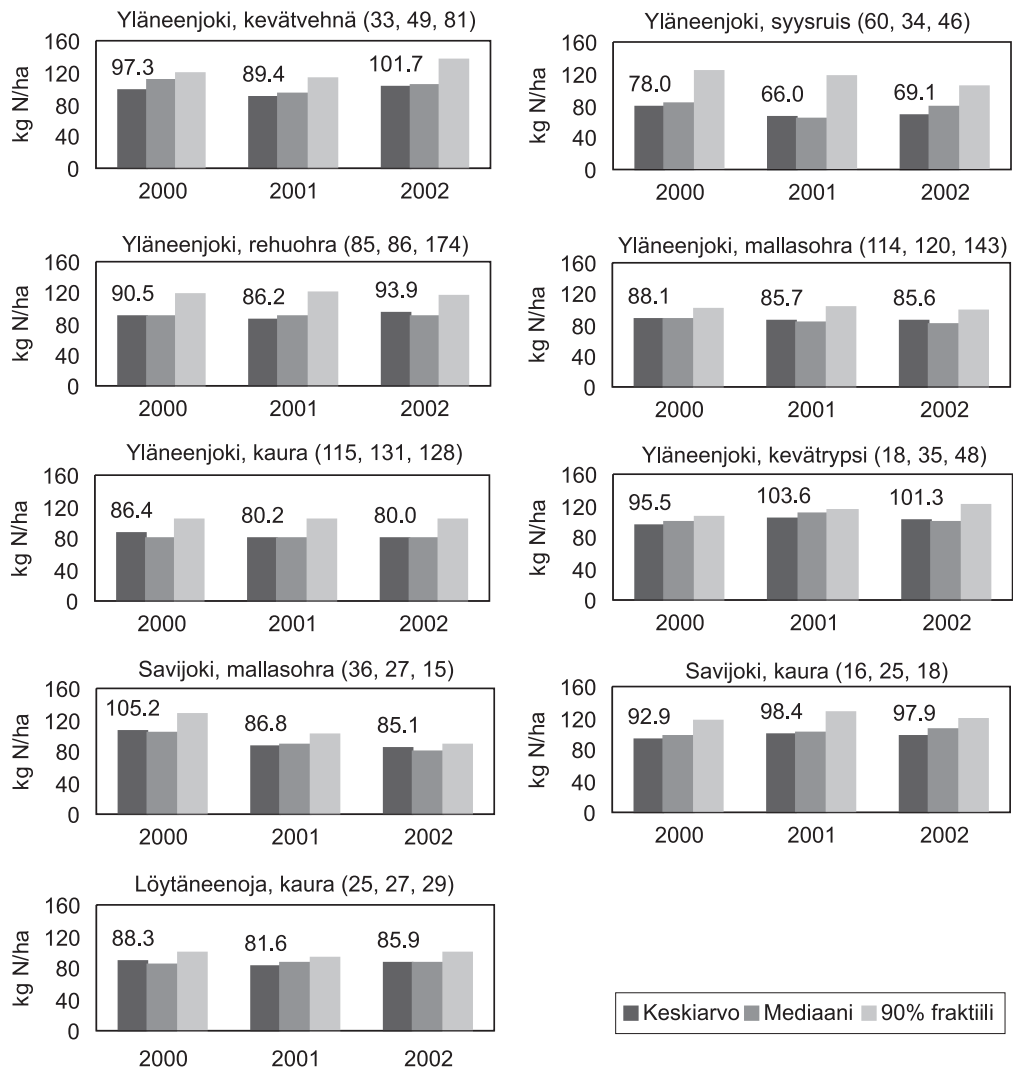 Yläneenjoki, kevätvehnä (33, 49, 81)
kg N/ha
160
120
80
40
0
97.3
89.4
101.7
2000 2001 2002
Yläneenjoki, syysruis (60, 34, 46)
kg N/ha
160
120
80
40
0
78.0
66.0
69.1
2000 2001 2002
Yläneenjoki, rehuohra (85, 86, 174)
kg N/ha
160
120
80
40
0
90.5
86.2
93.9
2000 2001 2002
Yläneenjoki, mallasohra (114, 120, 143)
kg N/ha
160
120
80
40
0
88.1
85.7
85.6
2000 2001 2002
Yläneenjoki, kaura (115, 131, 128)
kg N/ha
160
120
80
40
0
86.4
80.2
80.0
2000 2001 2002
Yläneenjoki, kevätrypsi (18, 35, 48)
kg N/ha
160
120
80
40
0
95.5
103.6
101.3
2000 2001 2002
Savijoki, mallasohra (36, 27, 15)
kg N/ha
160
120
80
40
0
105.2
86.8
85.1
2000 2001 2002
Savijoki, kaura (16, 25, 18)
kg N/ha
160
120
80
40
0
92.9
98.4
97.9
2000 2001 2002
Löytäneenoja, kaura (25, 27, 29)
kg N/ha
160
120
80
40
0
88.3
81.6
85.9
2000 2001 2002
Keskiarvo Mediaani 90% fraktiili